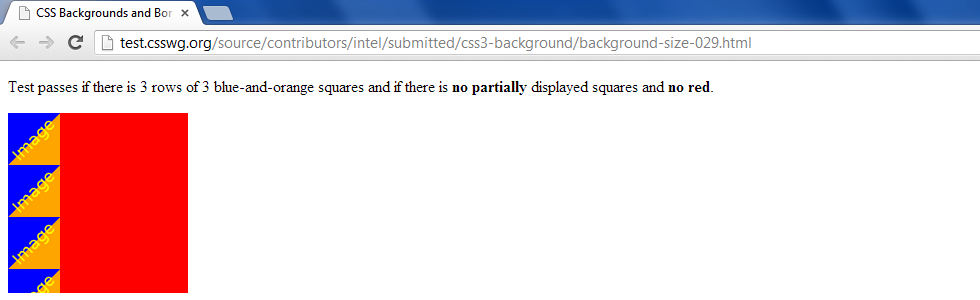 CSS Backgrounds and Bor
test.csswg.org/source/contributors/intel/submitted/css3-background/background-size-029.html
Test passes if there is 3 rows of 3 blue-and-orange squares and if there is no partially displayed squares and no red.
Image
Image
Image
Image